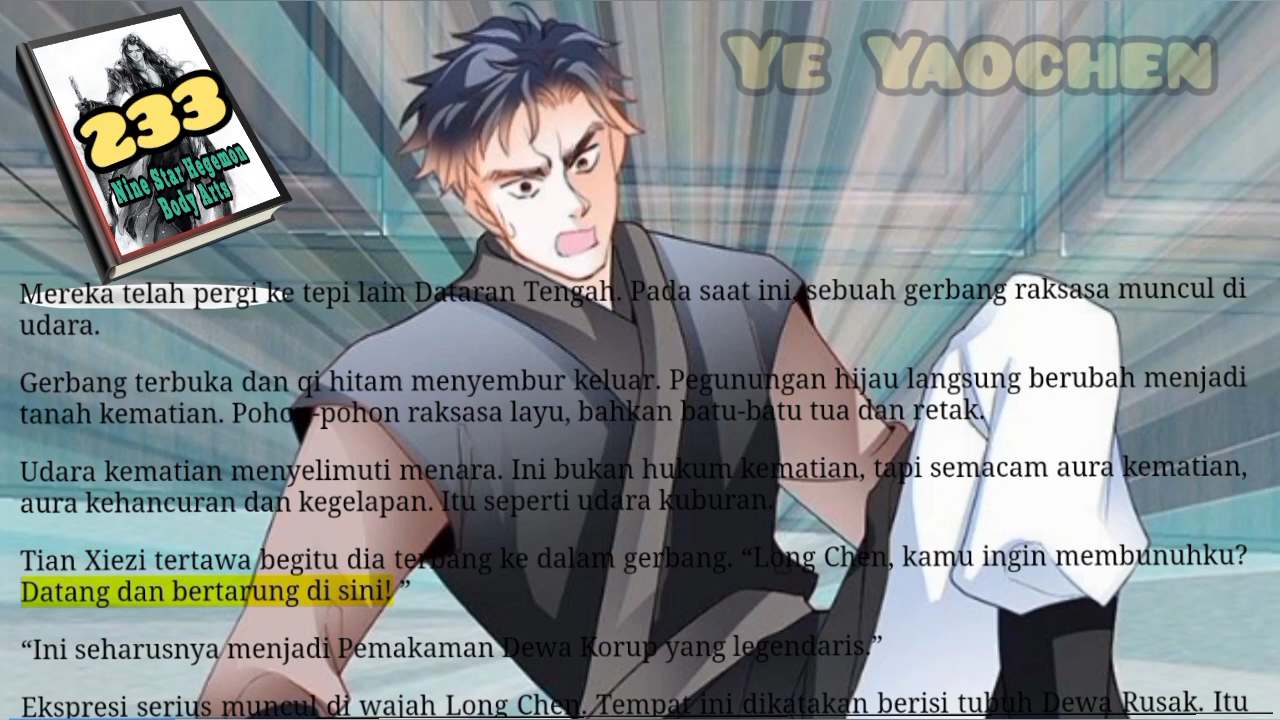 Ye Yaochen
233
Nine Star Hegemon
Body Arts
Mereka telah pergi ke tepi lain Dataran Tengah. Pada saat ini, sebuah gerbang raksasa muncul di
udara.
Gerbang terbuka dan qi hitam menyembur keluar. Pegunungan hijau langsung berubah menjadi
tanah kematian. Pohon-pohon raksasa layu, bahkan batu-batu tua dan retak.
Udara kematian menyelimuti menara. Ini bukan hukum kematian, tapi semacam aura kematian,
aura kehancuran dan kegelapan. Itu seperti udara kuburan.
Tian Xiezi tertawa begitu dia terbang ke dalam gerbang. “Long Chen, kamu ingin membunuhku?
Datang dan bertarung di sini! ”
“Ini seharusnya menjadi Pemakaman Dewa Korup yang legendaris.”
Ekspresi serius muncul di wajah Long Chen. Tempat ini dikatakan berisi tubuh Dewa Rusak. Itu